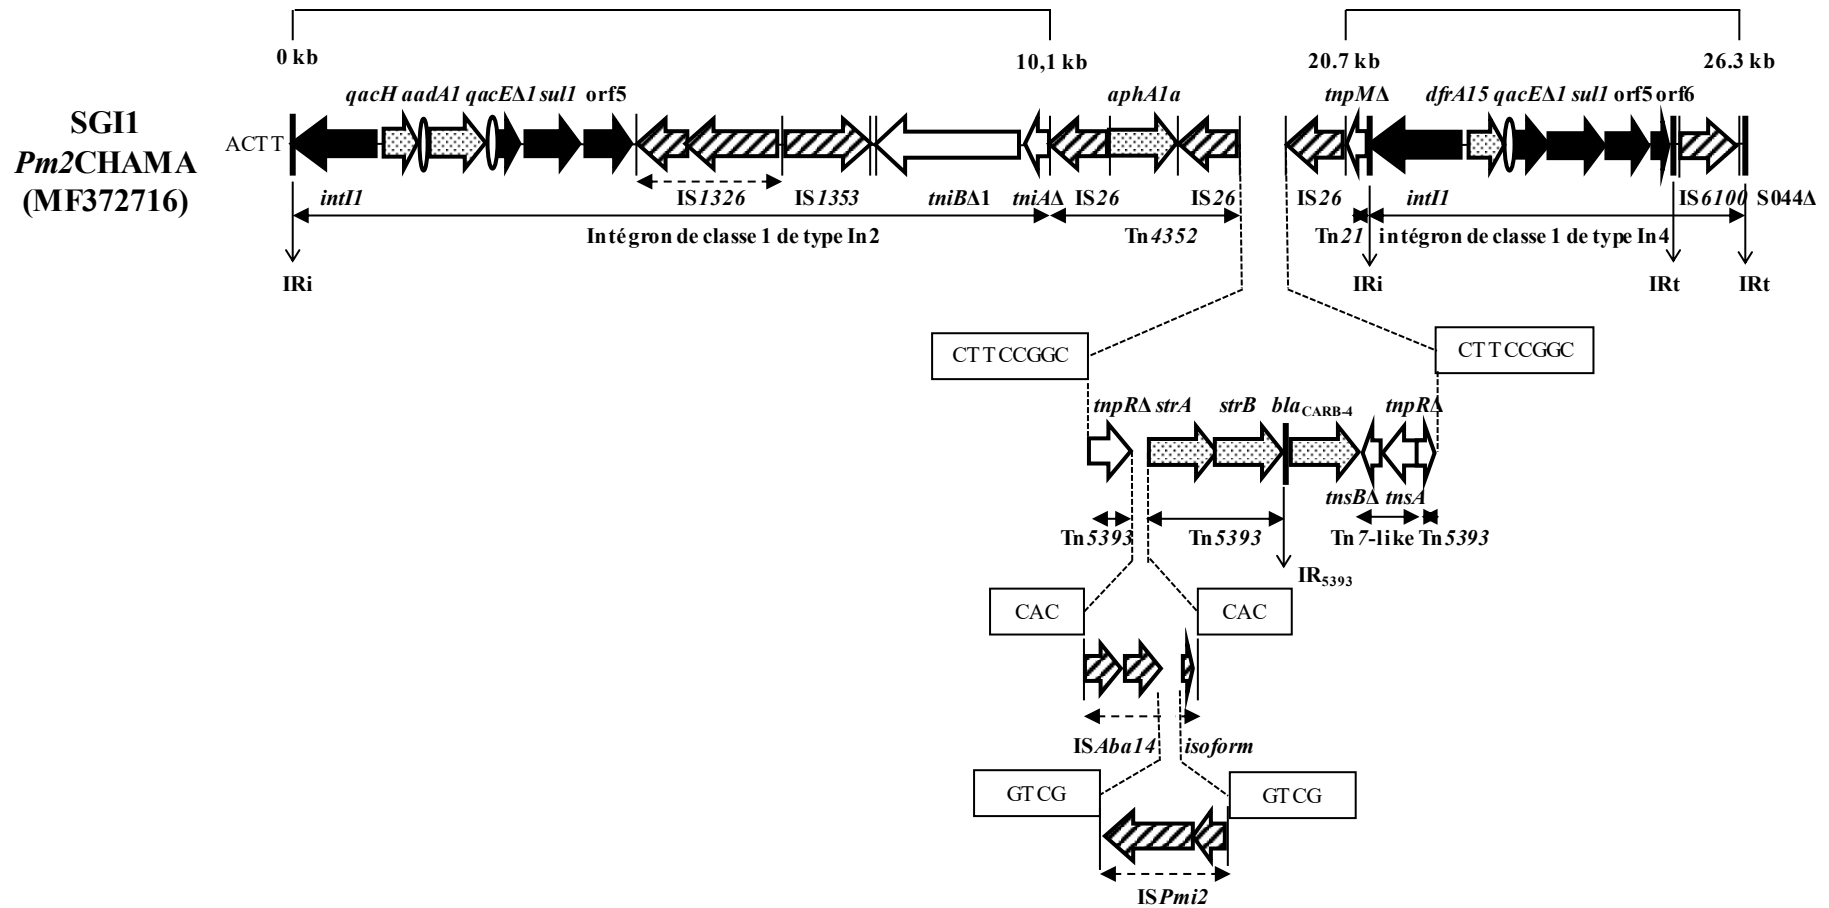 0 kb 10,1 kb 20.7 kb 26.3 kb
qacH aadA1 qacEΔ1 sul1 orf5 aphA1a tnpMΔ dfrA15 qacEΔ1 sul1 orf5 orf6
SGI1
Pm2CHAMA
(MF372716)
ACTT
intI1 IS1326 IS1353 tniBΔ1 tniAΔ IS26 IS26 IS26 intI1 IS6100 S044Δ
Intégron de classe 1 de type In2 Tn4352 Tn21 intégron de classe 1 de type In4
IRi IRi IRt IRt
CTTCCGGC CTTCCGGC
tnpRΔ strA strB blaCARB-4 tnpRΔ
tnsBΔ tnsA
Tn5393 Tn5393 Tn7-like Tn5393
IR5393
CAC CAC
ISAba14 isoform
GTCG GTCG
ISPmi2